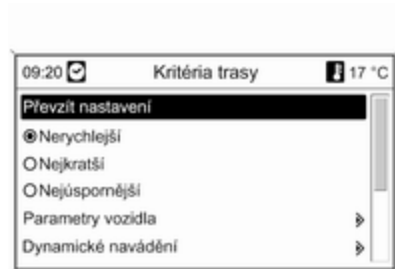 09:20 Kritéria trasy 17 °C
Převzít nastavení
Nerychlejší
Nejkratší
Nejúspornější
Parametry vozidla
Dynamické navádění